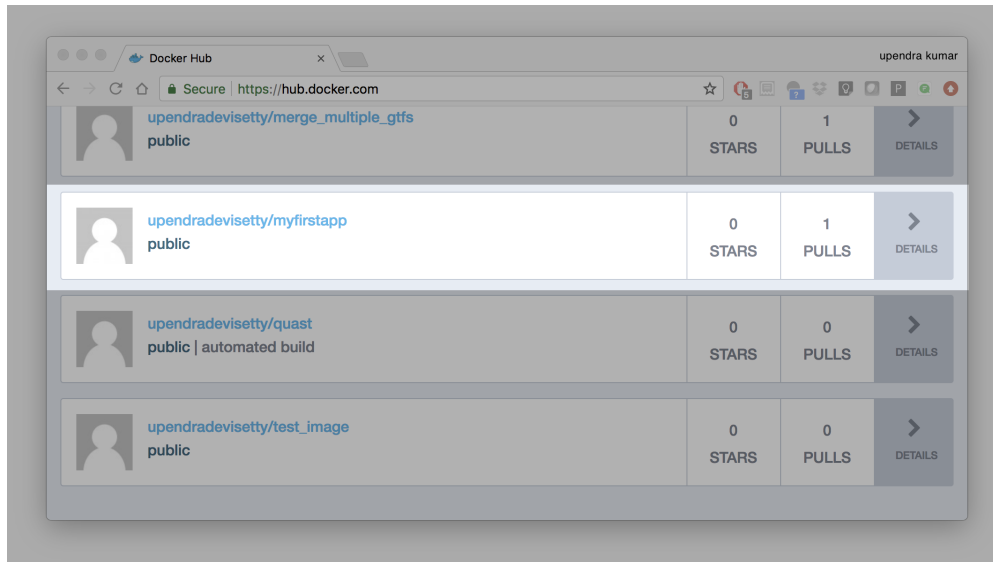 Docker Hub
upendra kumar
Secure https://hub.docker.com
5
?
P
upendradevisetty/merge_multiple_gtfs
public
0
STARS
1
PULLS
DETAILS
upendradevisetty/myfirstapp
public
0
STARS
1
PULLS
DETAILS
upendradevisetty/quast
public | automated build
0
STARS
0
PULLS
DETAILS
upendradevisetty/test_image
public
0
STARS
0
PULLS
DETAILS